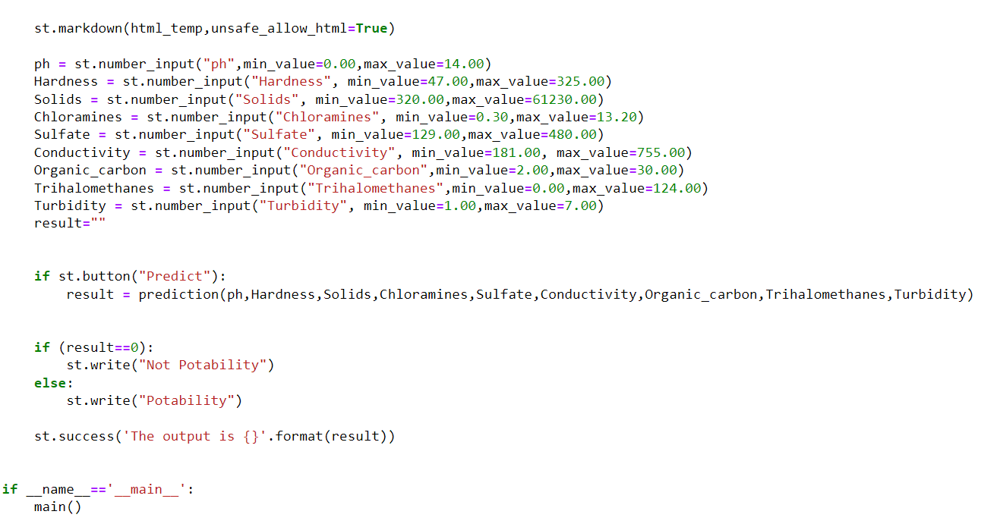 st.markdown(html_temp,unsafe_allow_html=True)
ph = st.number_input("ph",min_value=0.00,max_value=14.00)
Hardness = st.number_input("Hardness", min_value=47.00,max_value=325.00)
Solids = st.number_input("Solids", min_value=320.00,max_value=61230.00)
Chloramines = st.number_input("Chloramines", min_value=0.30,max_value=13.20)
Sulfate = st.number_input("Sulfate", min_value=129.00,max_value=480.00)
Conductivity = st.number_input("Conductivity", min_value=181.00, max_value=755.00)
Organic_carbon = st.number_input("Organic_carbon",min_value=2.00,max_value=30.00)
Trihalomethanes = st.number_input("Trihalomethanes",min_value=0.00,max_value=124.00)
Turbidity = st.number_input("Turbidity", min_value=1.00,max_value=7.00)
result=""
if st.button("Predict"):
result = prediction(ph,Hardness,Solids,Chloramines,Sulfate,Conductivity,Organic_carbon,Trihalomethanes,Turbidity)
if (result==0):
st.write("Not Potability")
else:
st.write("Potability")
st.success('The output is {}'.format(result))
if __name__=='__main__':
main()